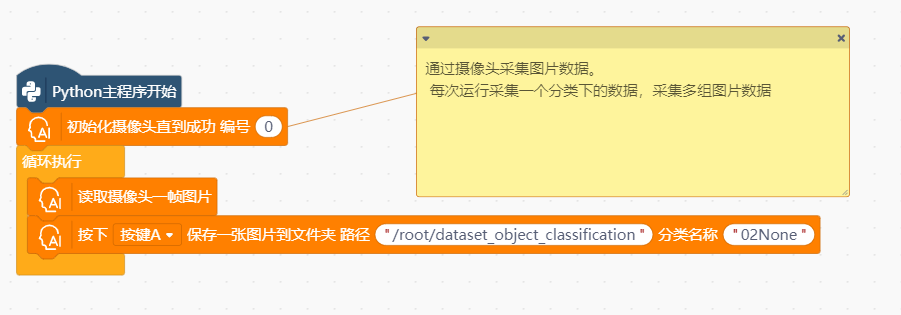 通过摄像头采集图片数据。
每次运行采集一个分类下的数据，采集多组图片数据
Python主程序开始
AI 初始化摄像头直到成功 编号 0
循环执行
AI 读取摄像头一帧图片
AI 按下 按键A 保存一张图片到文件夹 路径 "/root/dataset_object_classification" 分类名称 "02None"